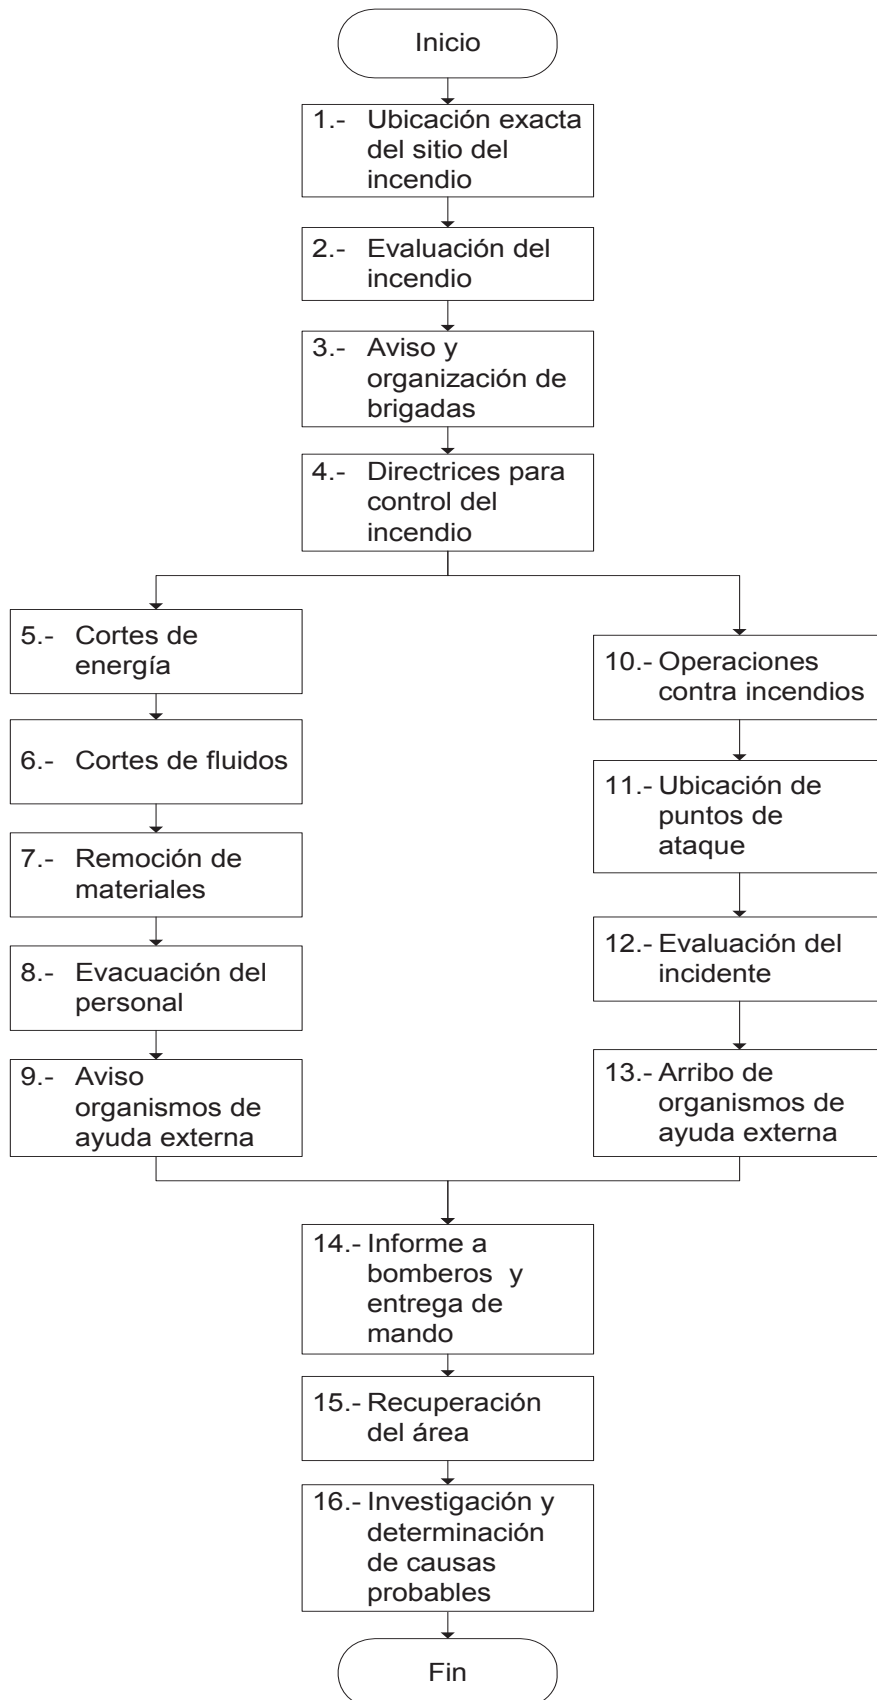 Inicio
1.- Ubicación exacta
del sitio del
incendio
2.- Evaluación del
incendio
3.- Aviso y
organización de
brigadas
4.- Directrices para
control del
incendio
5.- Cortes de
energía
6.- Cortes de fluidos
7.- Remoción de
materiales
8.- Evacuación del
personal
9.- Aviso
organismos de
ayuda externa
10.- Operaciones
contra incendios
11.- Ubicación de
puntos de
ataque
12.- Evaluación del
incidente
13.- Arribo de
organismos de
ayuda externa
14.- Informe a
bomberos y
entrega de
mando
15.- Recuperación
del área
16.- Investigación y
determinación
de causas
probables
Fin